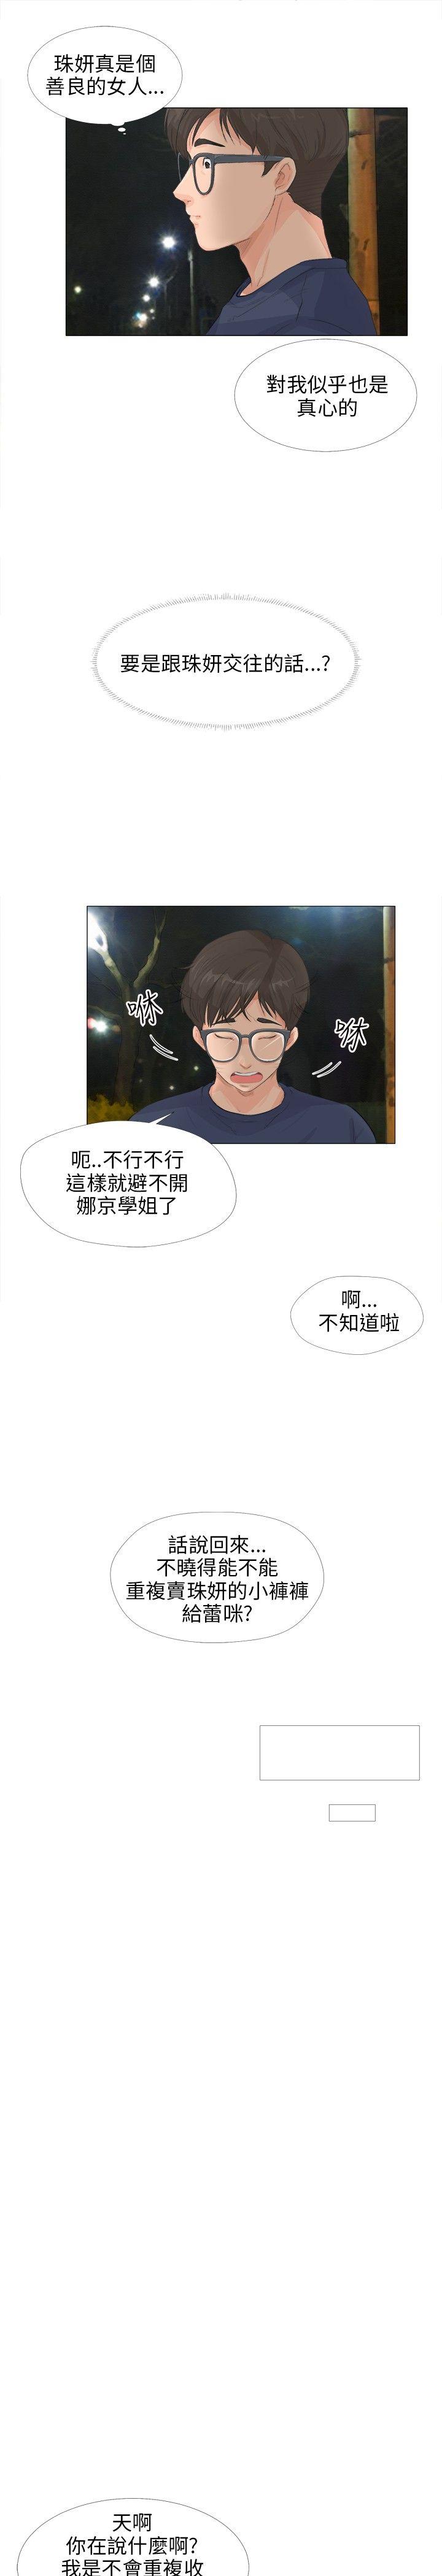 珠妍真是個
善良的女人...
對我似乎也是
真心的
要是跟珠妍交往的話...?
咻
咻
呃..不行不行
這樣就避不開
娜京學姐了
啊...
不知道啦
話說回來...
不曉得能不能
重複賣珠妍的小褲褲
給蕾咪?
天啊
你在說什麼啊?
我是不會重複收